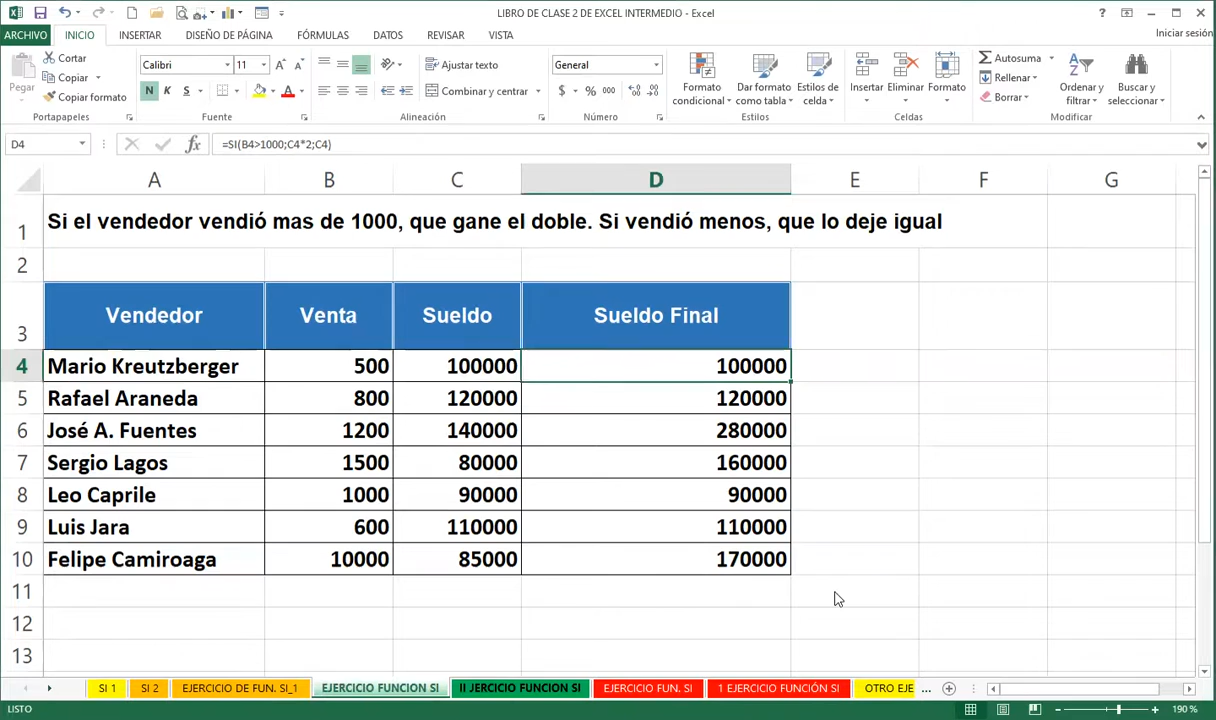 LIBRO DE CLASE 2 DE EXCEL INTERMEDIO - Excel
ARCHIVO INICIO INSERTAR DISEÑO DE PÁGINA FÓRMULAS DATOS REVISAR VISTA Iniciar sesión
Pegar Cortar Copiar Copiar formato
Calibri 11
N K S
Ajustar texto
Combinar y centrar
General
$ % 000
Formato condicional
Dar formato como tabla
Estilos de celda
Insertar Eliminar Formato
Autosuma
Rellenar
Borrar
Ordenar y filtrar
Buscar y seleccionar
Portapapeles Fuente Alineación Número Estilos Celdas Modificar
D4 fx =SI(B4>1000;C4*2;C4)
A B C D E F G
1 Si el vendedor vendió mas de 1000, que gane el doble. Si vendió menos, que lo deje igual
2
3 Vendedor Venta Sueldo Sueldo Final
4 Mario Kreutzberger 500 100000 100000
5 Rafael Araneda 800 120000 120000
6 José A. Fuentes 1200 140000 280000
7 Sergio Lagos 1500 80000 160000
8 Leo Caprile 1000 90000 90000
9 Luis Jara 600 110000 110000
10 Felipe Camiroaga 10000 85000 170000
11
12
13
SI 1 SI 2 EJERCICIO DE FUN. SI_1 EJERCICIO FUNCION SI II JERCICIO FUNCION SI EJERCICIO FUN. SI 1 EJERCICIO FUNCIÓN SI OTRO EJE ...
LISTO 190 %